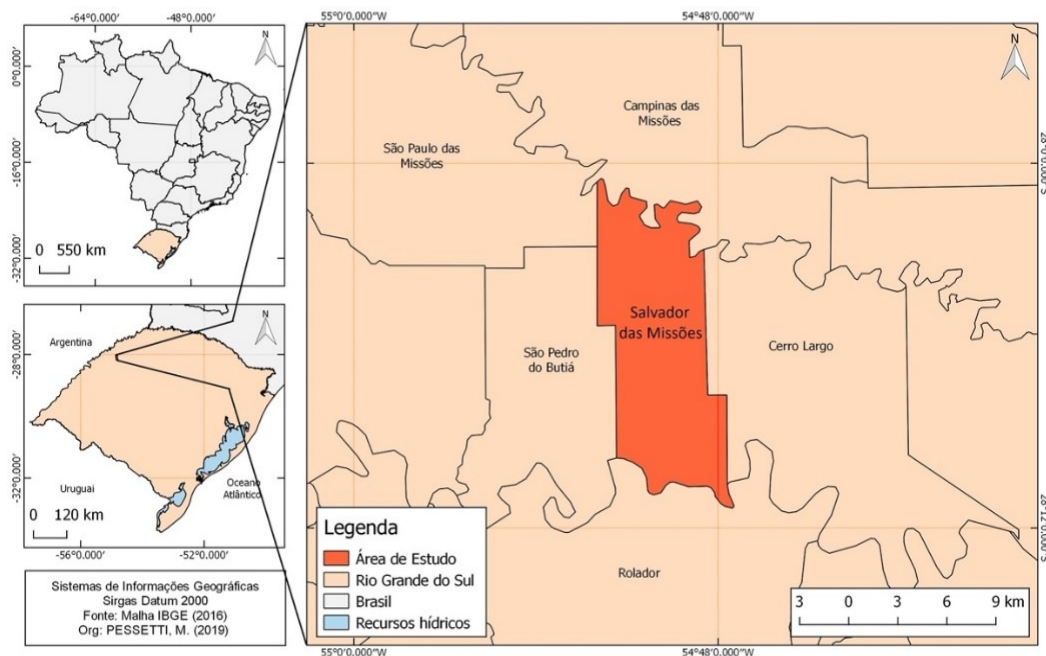 -64°0.000' -48°0.000'
0°0.000'
-16°0.000'
-32°0.000'
N
0 550 km
Argentina
N
-28°0.000'
-32°0.000'
Uruguai
Oceano
Atlântico
0 120 km
-56°0.000' -52°0.000'
Sistemas de Informações Geográficas
Sirgas Datum 2000
Fonte: Malha IBGE (2016)
Org: PESSETTI, M. (2019)
55°0.000'W 54°48.000'W
N
Campinas das
Missões
São Paulo das
Missões
28°0.000'S
Salvador
das Missões
São Pedro
do Butiá
Cerro Largo
28°12.000'S
Rolador
Legenda
Área de Estudo
Rio Grande do Sul
Brasil
Recursos hídricos
3 0 3 6 9 km
55°0.000'W 54°48.000'W